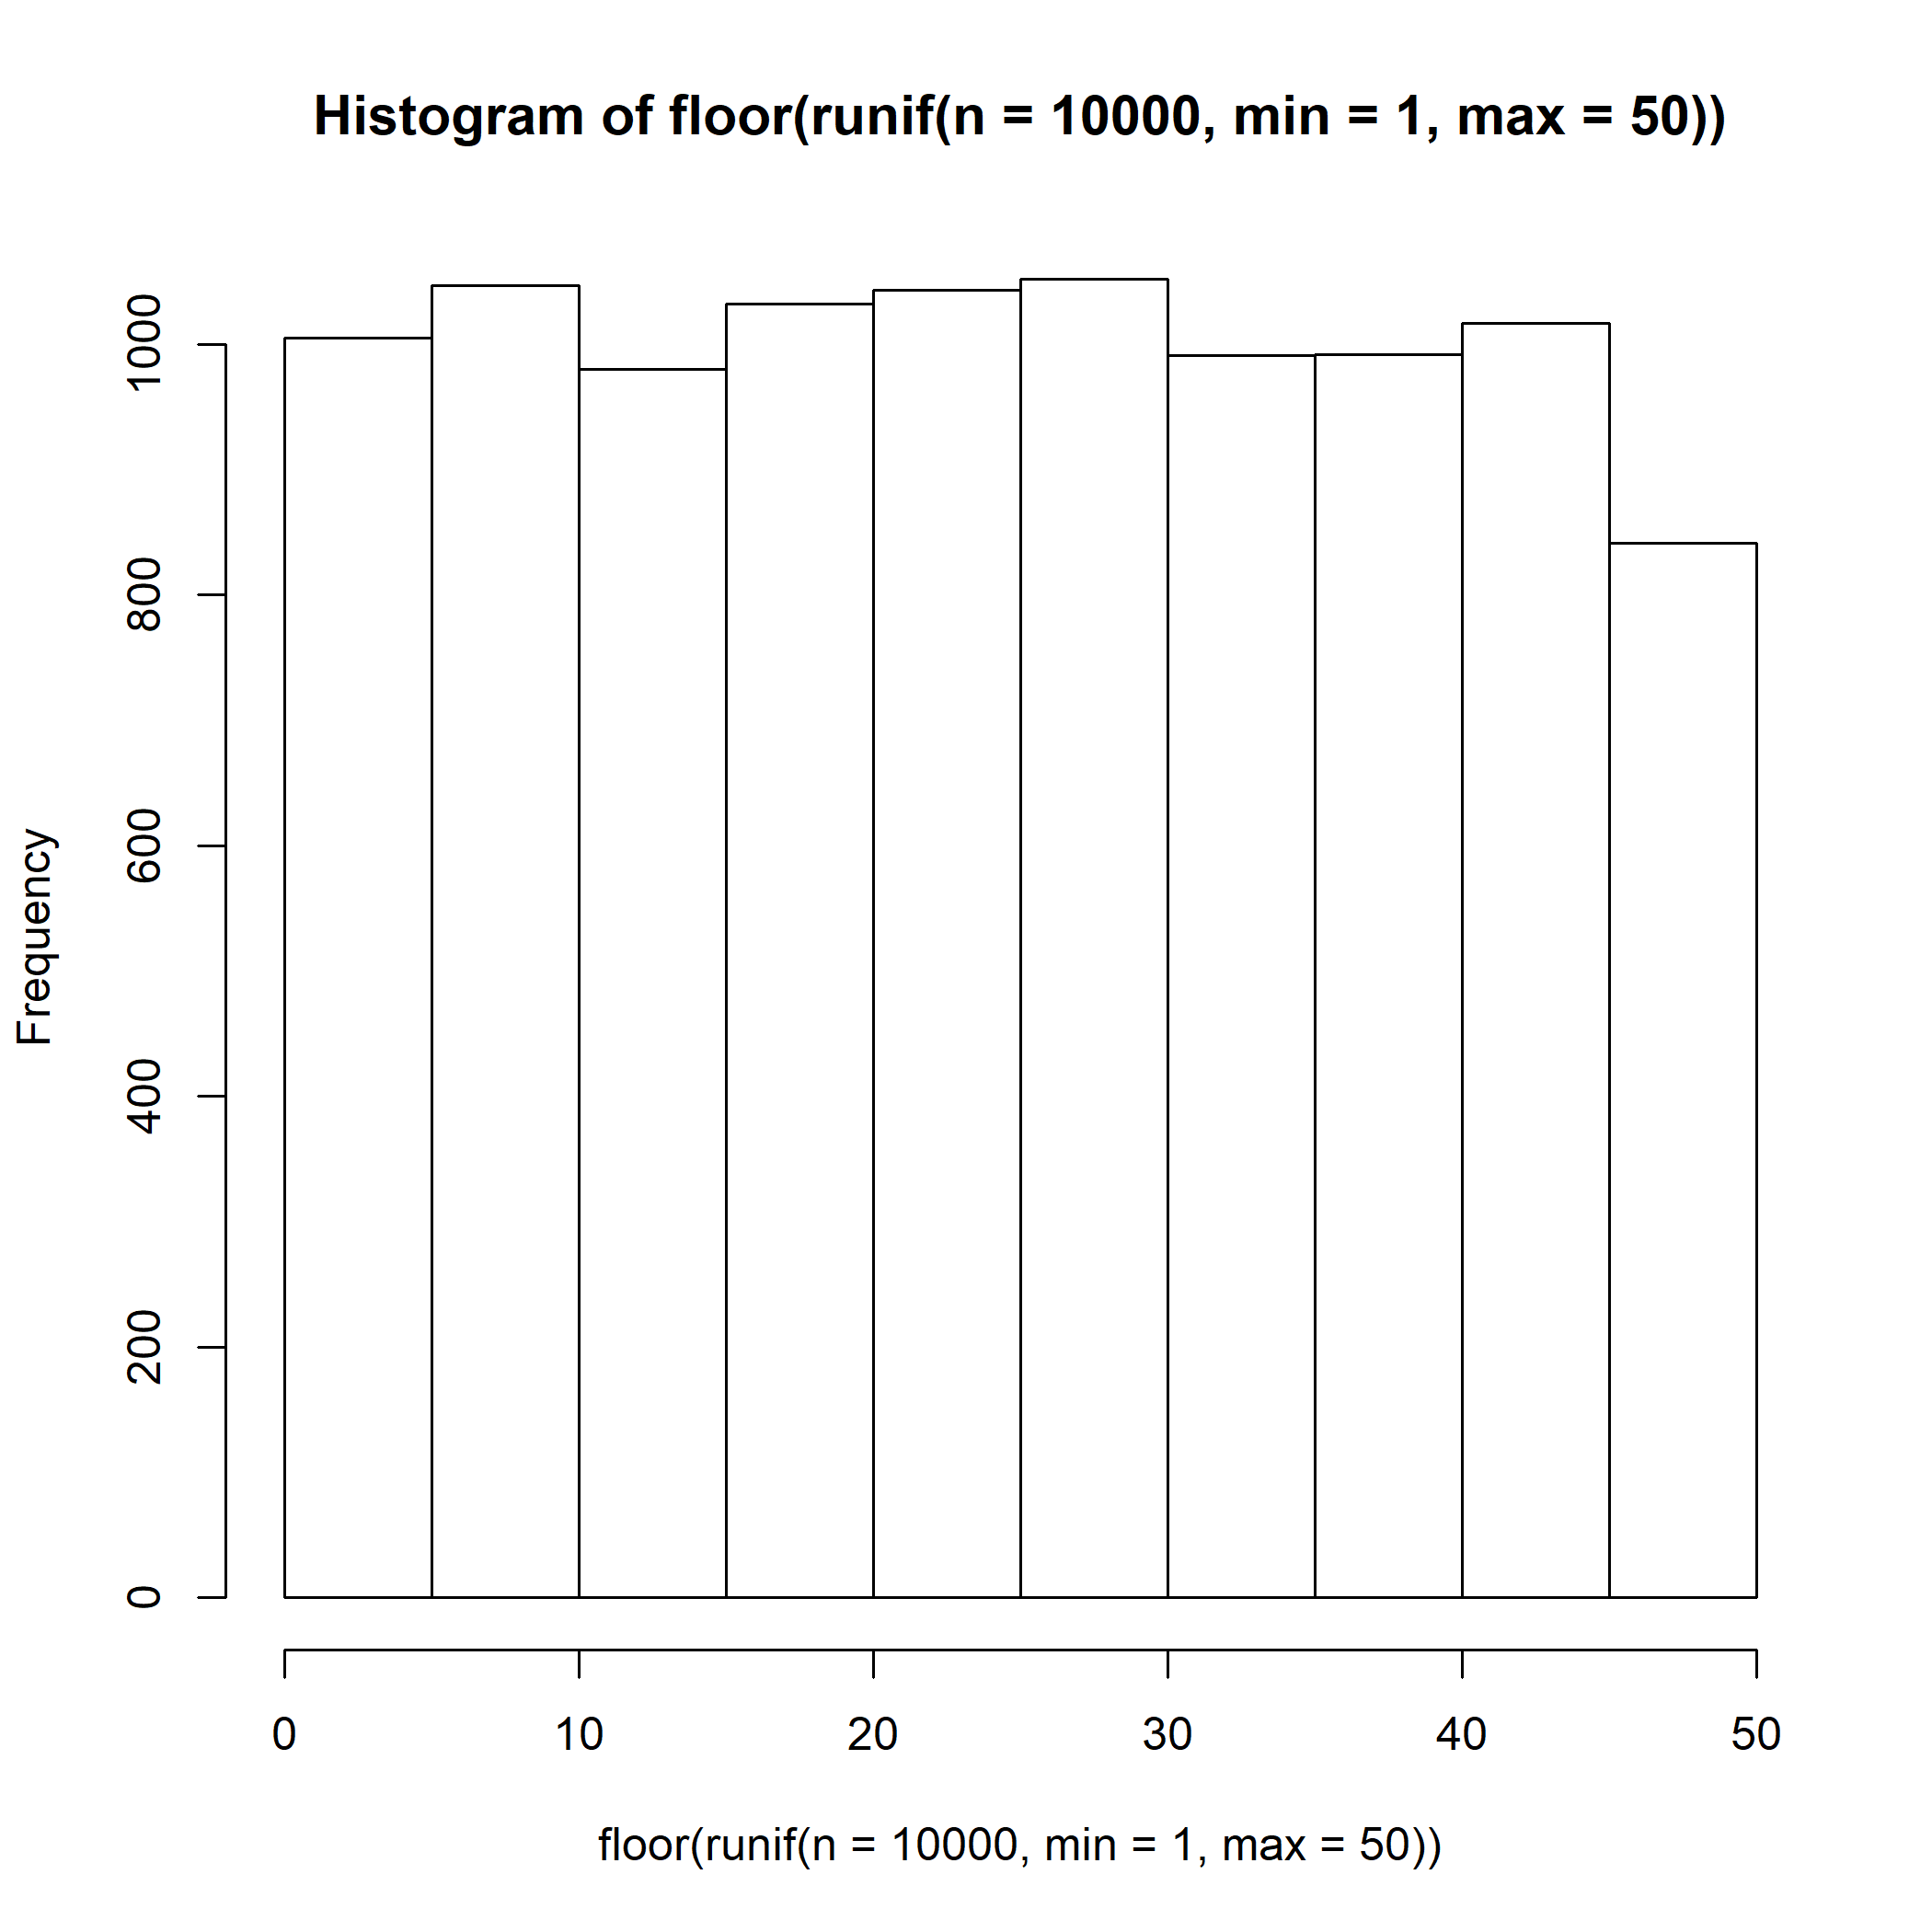 Histogram of floor(runif(n = 10000, min = 1, max = 50))
Frequency
1000
800
600
400
200
0
0 10 20 30 40 50
floor(runif(n = 10000, min = 1, max = 50))